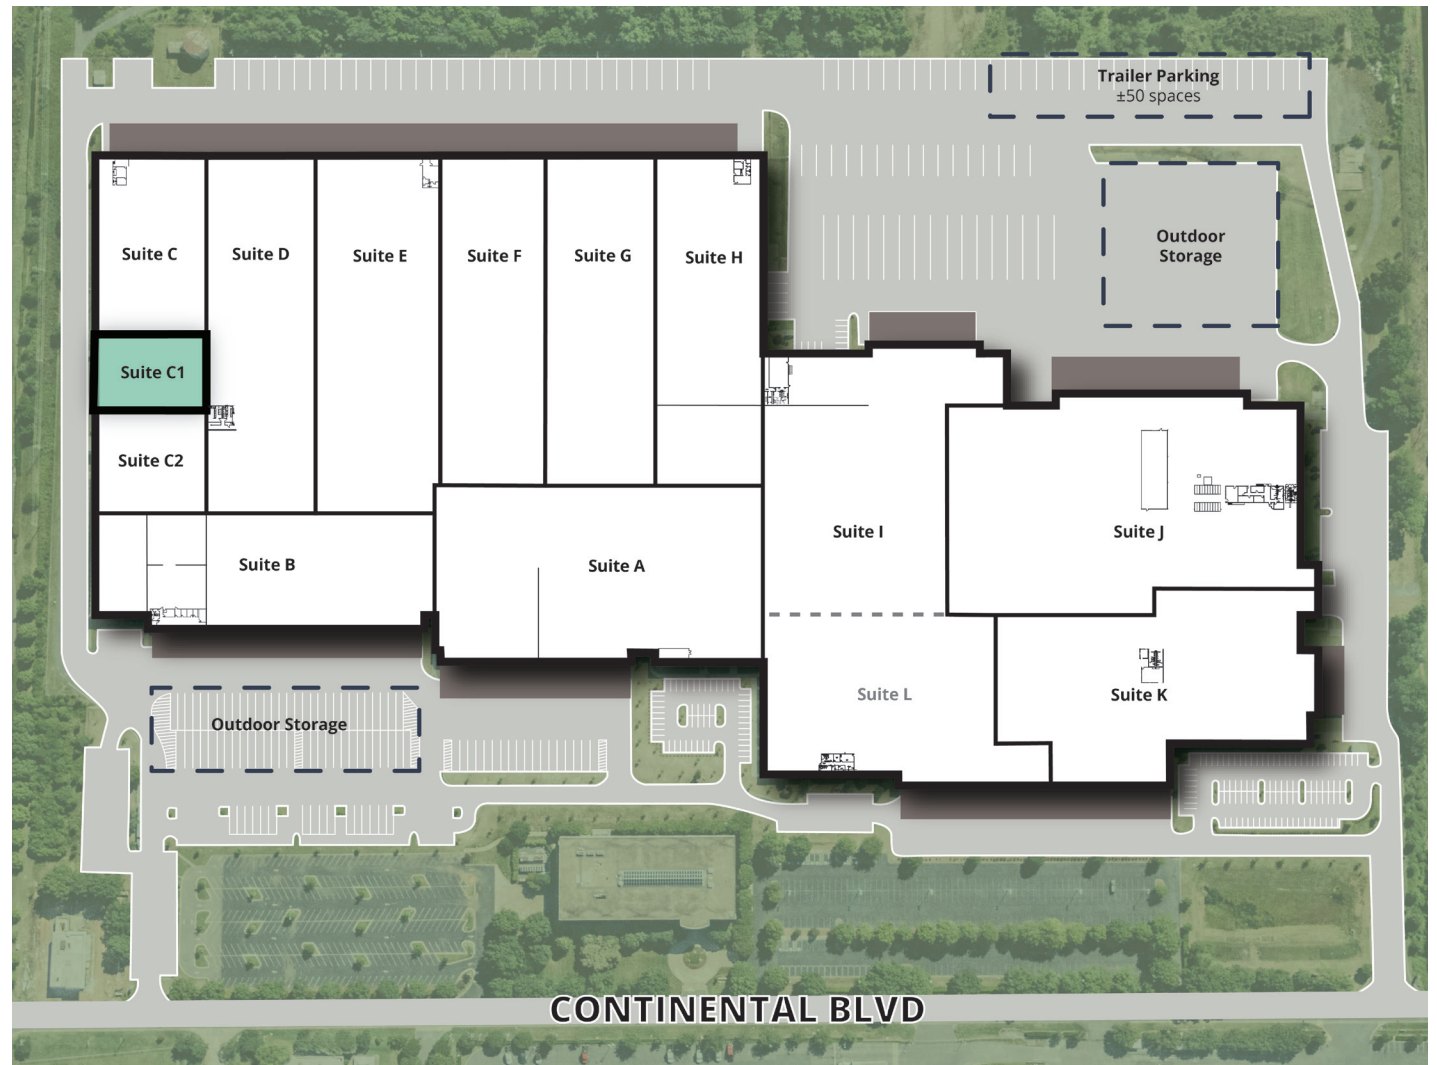 Trailer Parking
±50 spaces
Outdoor
Storage
Suite C
Suite D
Suite E
Suite F
Suite G
Suite H
Suite C1
Suite C2
Suite B
Suite A
Suite I
Suite J
Suite L
Suite K
Outdoor Storage
CONTINENTAL BLVD